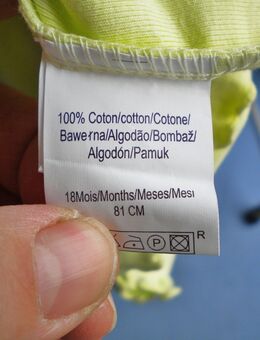 100% Coton/cotton/Cotone/
Bawełna/Algodão/Bombaž/
Algodón/Pamuk
18Mois/Months/Meses/Mesi
81 CM
P
R